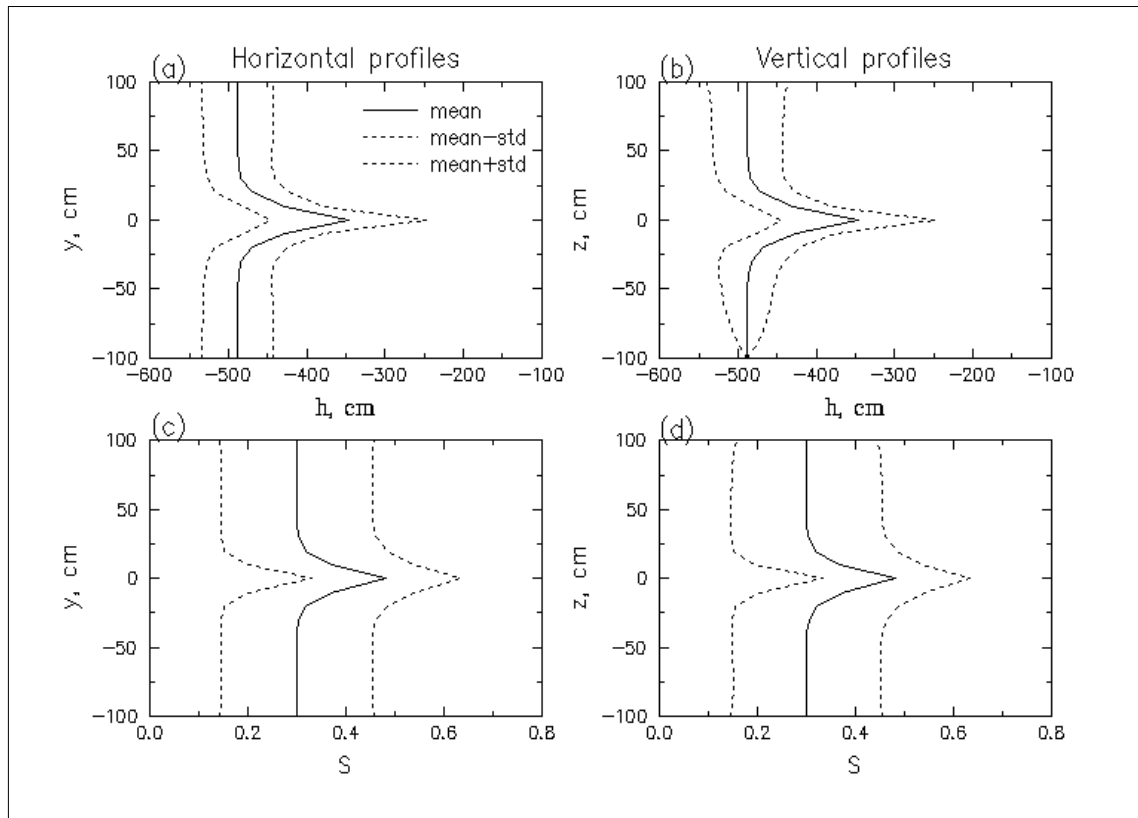 Horizontal profiles
Vertical profiles
(a)
(b)
100
50
0
−50
−100
y, cm
mean
mean−std
mean+std
−600 −500 −400 −300 −200 −100
h, cm
100
50
0
−50
−100
z, cm
−600 −500 −400 −300 −200 −100
h, cm
(c)
(d)
100
50
0
−50
−100
y, cm
0.0 0.2 0.4 0.6 0.8
S
100
50
0
−50
−100
z, cm
0.0 0.2 0.4 0.6 0.8
S